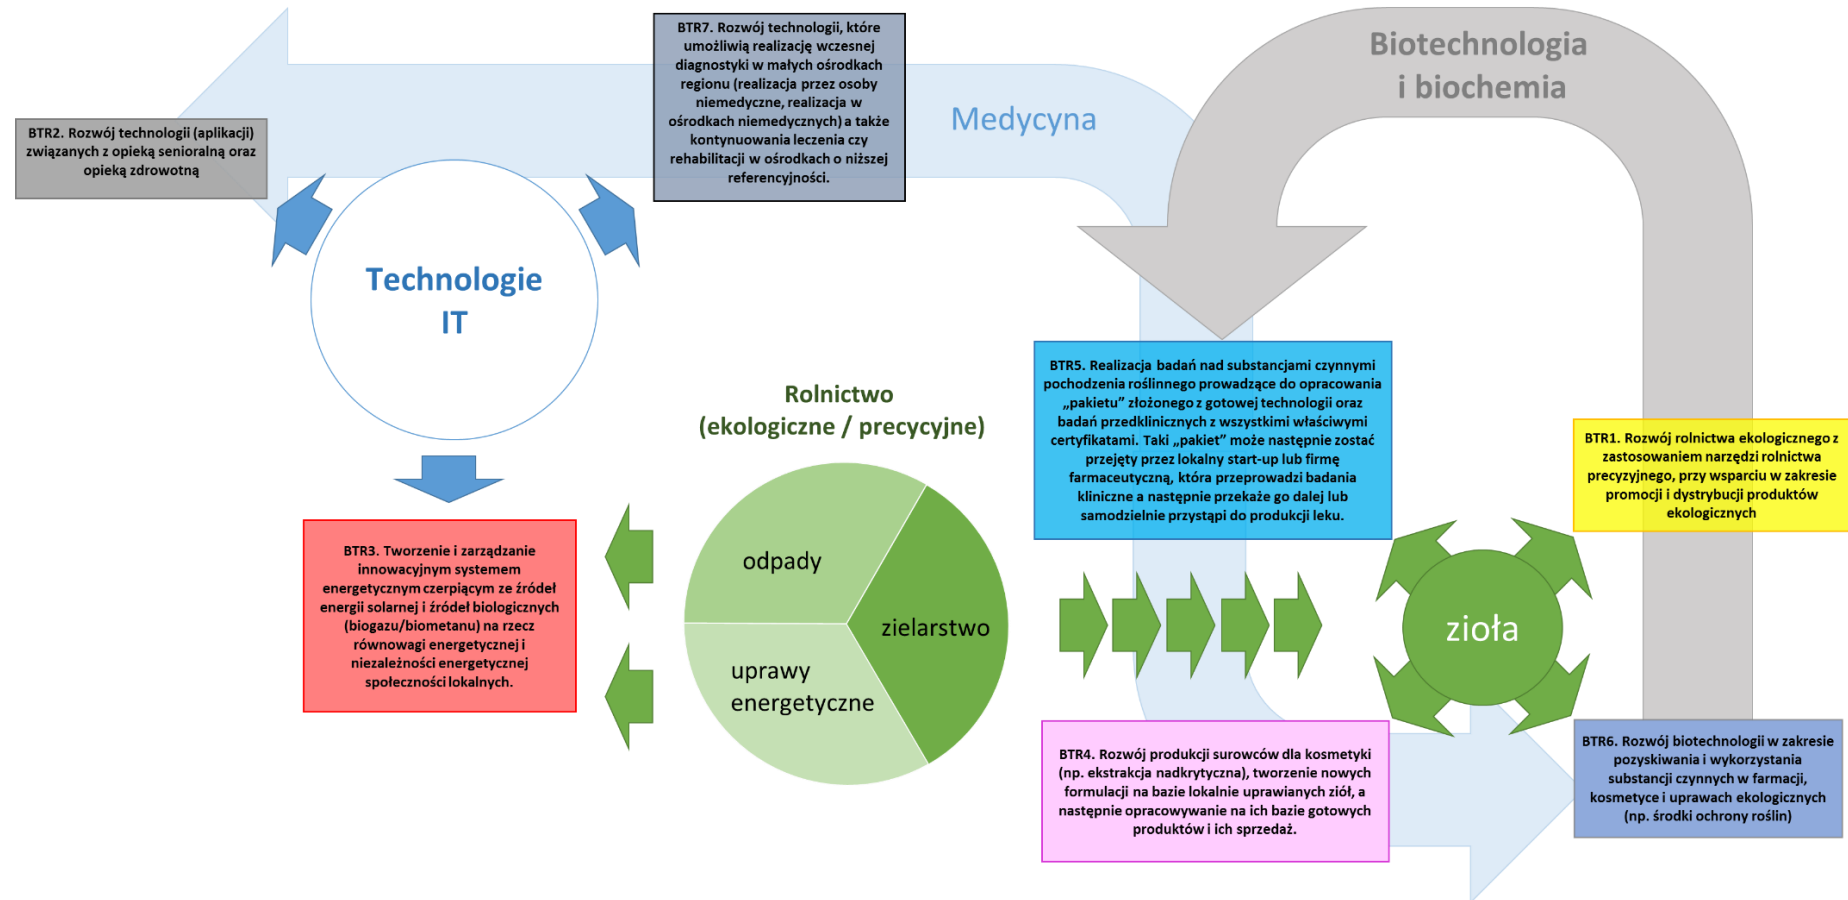 BTR7. Rozwój technologii, które
umożliwią realizację wczesnej
diagnostyki w małych ośrodkach
regionu (realizacja przez osoby
niemedyczne, realizacja w
ośrodkach niemedycznych) a także
kontynuowania leczenia czy
rehabilitacji w ośrodkach o niższej
referencyjności.
Medycyna
Biotechnologia
i biochemia
BTR2. Rozwój technologii (aplikacji)
związanych z opieką senioralną oraz
opieką zdrowotną
Technologie
IT
Rolnictwo
(ekologiczne / precycyjne)
odpady
zielarstwo
uprawy
energetyczne
BTR3. Tworzenie i zarządzanie
innowacyjnym systemem
energetycznym czerpiącym ze źródeł
energii solarnej i źródeł biologicznych
(biogazu/biometanu) na rzecz
równowagi energetycznej i
niezależności energetycznej
społeczności lokalnych.
BTR5. Realizacja badań nad substancjami czynnymi
pochodzenia roślinnego prowadzące do opracowania
„pakietu” złożonego z gotowej technologii oraz
badań przedklinicznych z wszystkimi właściwymi
certyfikatami. Taki „pakiet” może następnie zostać
przejęty przez lokalny start-up lub firmę
farmaceutyczną, która przeprowadzi badania
kliniczne a następnie przekaże go dalej lub
samodzielnie przystąpi do produkcji leku.
BTR1. Rozwój rolnictwa ekologicznego z
zastosowaniem narzędzi rolnictwa
precyzyjnego, przy wsparciu w zakresie
promocji i dystrybucji produktów
ekologicznych
zioła
BTR4. Rozwój produkcji surowców dla kosmetyki
(np. ekstrakcja nadkrytyczna), tworzenie nowych
formulacji na bazie lokalnie uprawianych ziół, a
następnie opracowywanie na ich bazie gotowych
produktów i ich sprzedaż.
BTR6. Rozwój biotechnologii w zakresie
pozyskiwania i wykorzystania
substancji czynnych w farmacji,
kosmetyce i uprawach ekologicznych
(np. środki ochrony roślin)